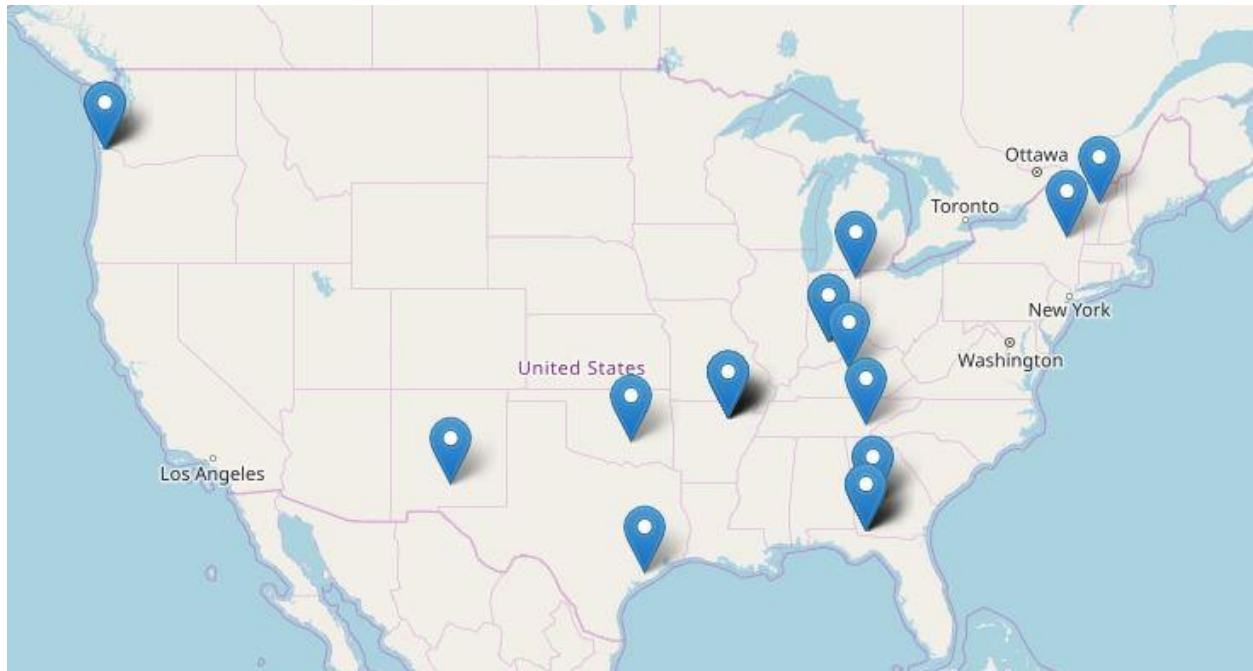 Ottawa
Toronto
New York
Washington
United States
Los Angeles